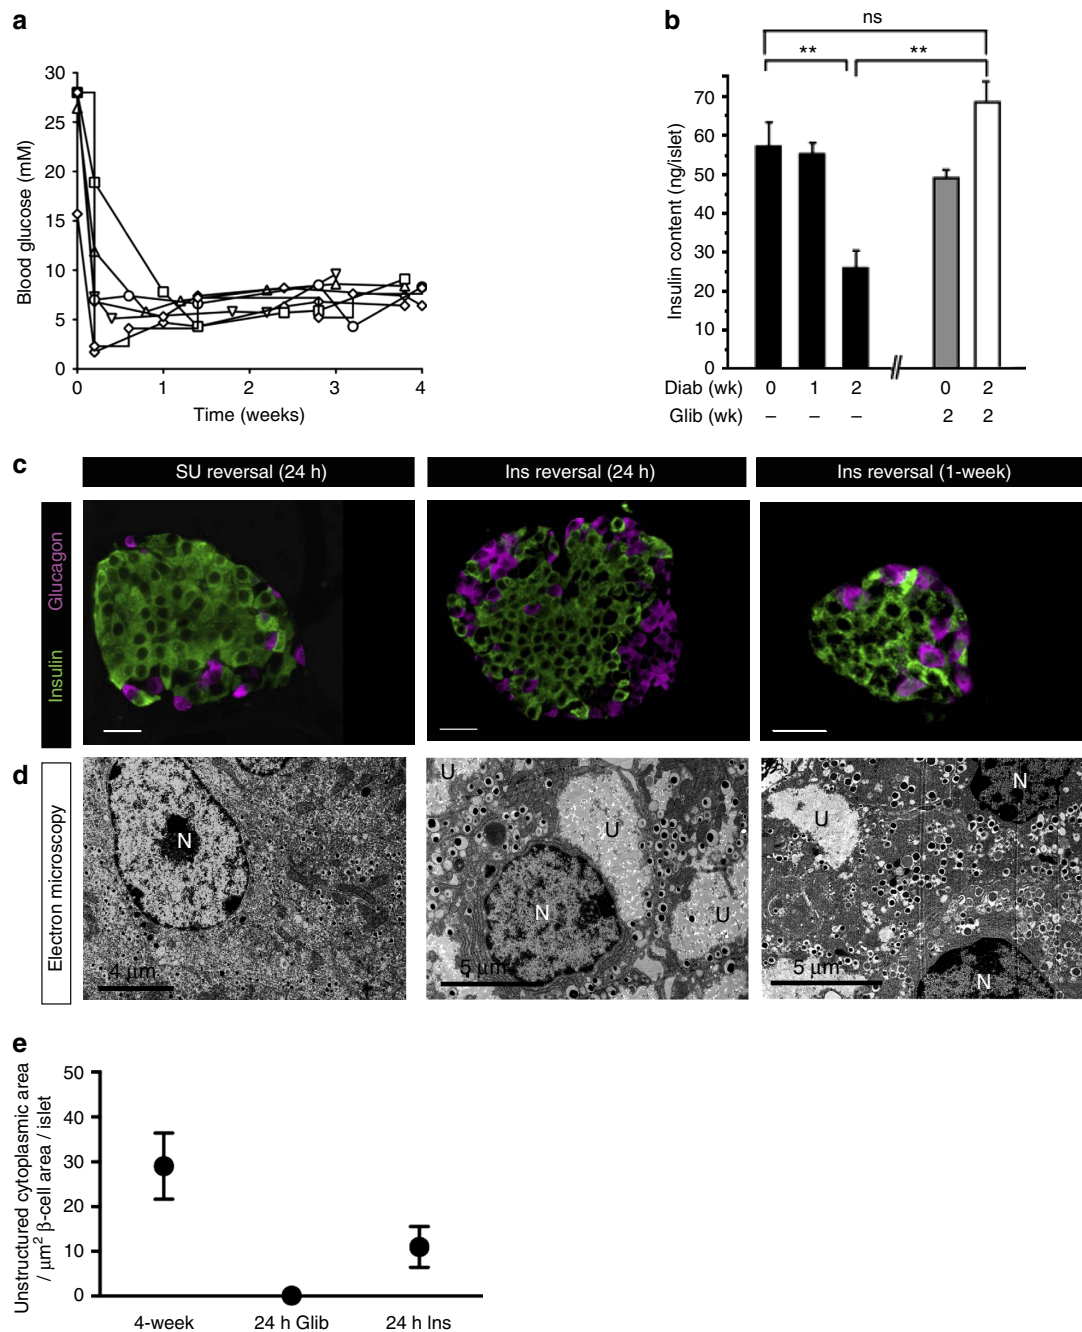 a
Blood glucose (mM)
30
25
20
15
10
5
0
0 1 2 3 4
Time (weeks)
b
ns
** **
Insulin content (ng/islet)
70
60
50
40
30
20
10
0
Diab (wk) 0 1 2 0 2
Glib (wk) – – – 2 2
c
SU reversal (24 h) Ins reversal (24 h) Ins reversal (1-week)
Insulin Glucagon
d
Electron microscopy
N
4 µm
U
U
U
N
5 µm
U
N
N
5 µm
e
Unstructured cytoplasmic area
/ µm² β-cell area / islet
50
40
30
20
10
0
4-week 24 h Glib 24 h Ins